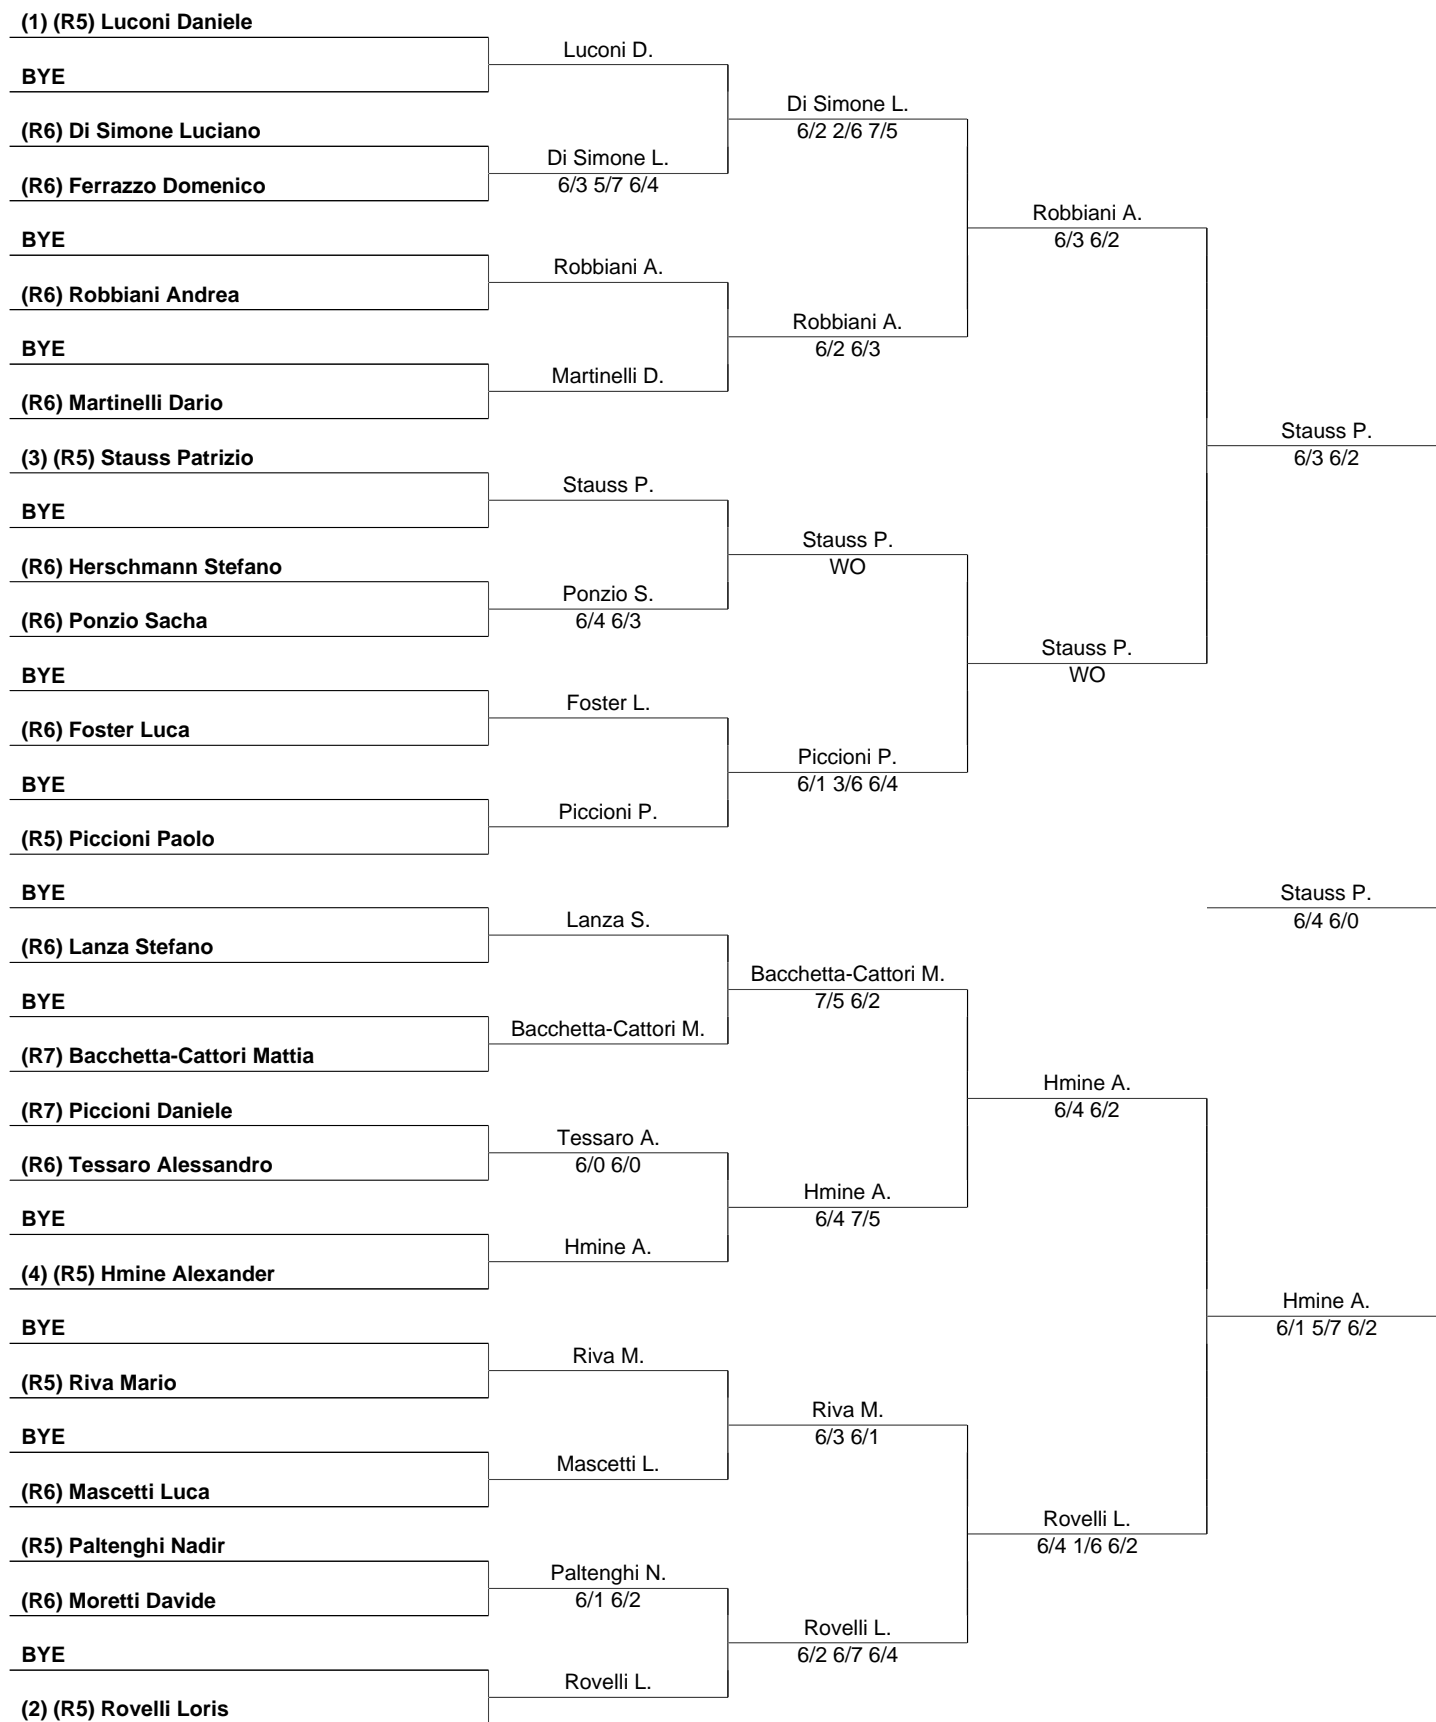 (1) (R5) Luconi Daniele
Luconi D.
BYE
Di Simone L.
6/2 2/6 7/5
(R6) Di Simone Luciano
Di Simone L.
6/3 5/7 6/4
(R6) Ferrazzo Domenico
Robbiani A.
6/3 6/2
BYE
Robbiani A.
(R6) Robbiani Andrea
Robbiani A.
6/2 6/3
BYE
Martinelli D.
(R6) Martinelli Dario
Stauss P.
6/3 6/2
(3) (R5) Stauss Patrizio
Stauss P.
BYE
Stauss P.
WO
(R6) Herschmann Stefano
Ponzio S.
6/4 6/3
(R6) Ponzio Sacha
Stauss P.
WO
BYE
Foster L.
(R6) Foster Luca
Piccioni P.
6/1 3/6 6/4
BYE
Piccioni P.
(R5) Piccioni Paolo
Stauss P.
6/4 6/0
BYE
Lanza S.
(R6) Lanza Stefano
Bacchetta-Cattori M.
7/5 6/2
BYE
Bacchetta-Cattori M.
(R7) Bacchetta-Cattori Mattia
Hmine A.
6/4 6/2
(R7) Piccioni Daniele
Tessaro A.
6/0 6/0
(R6) Tessaro Alessandro
Hmine A.
6/4 7/5
BYE
Hmine A.
(4) (R5) Hmine Alexander
Hmine A.
6/1 5/7 6/2
BYE
Riva M.
(R5) Riva Mario
Riva M.
6/3 6/1
BYE
Mascetti L.
(R6) Mascetti Luca
Rovelli L.
6/4 1/6 6/2
(R5) Paltenghi Nadir
Paltenghi N.
6/1 6/2
(R6) Moretti Davide
Rovelli L.
6/2 6/7 6/4
BYE
Rovelli L.
(2) (R5) Rovelli Loris